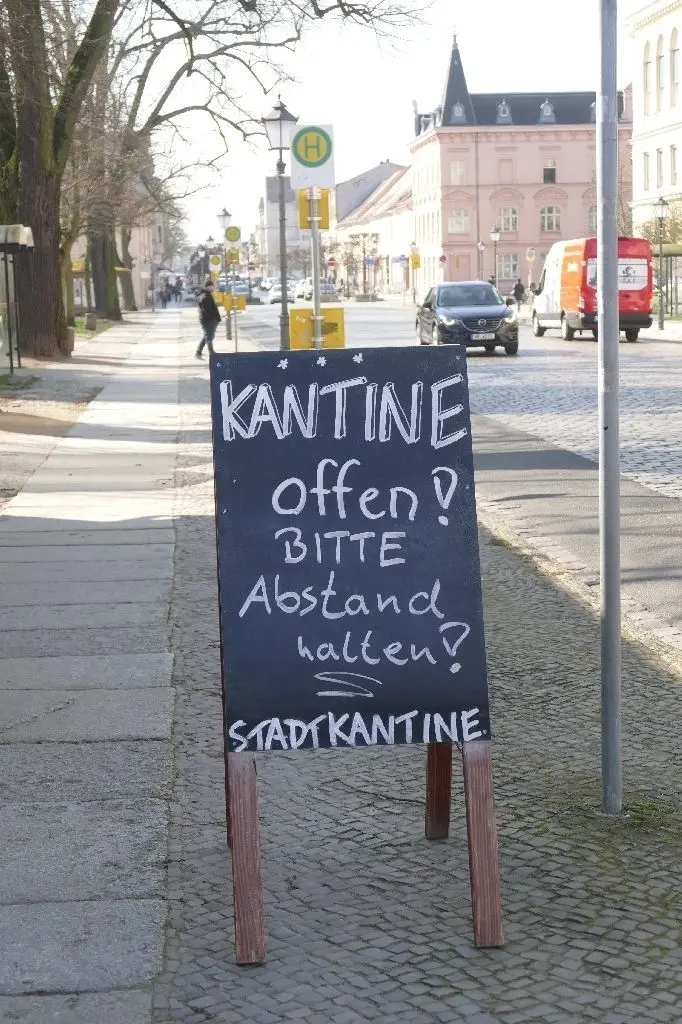 H
KANTINE
offen!
BITTE
Abstand
halten!
STADTKANTINE.